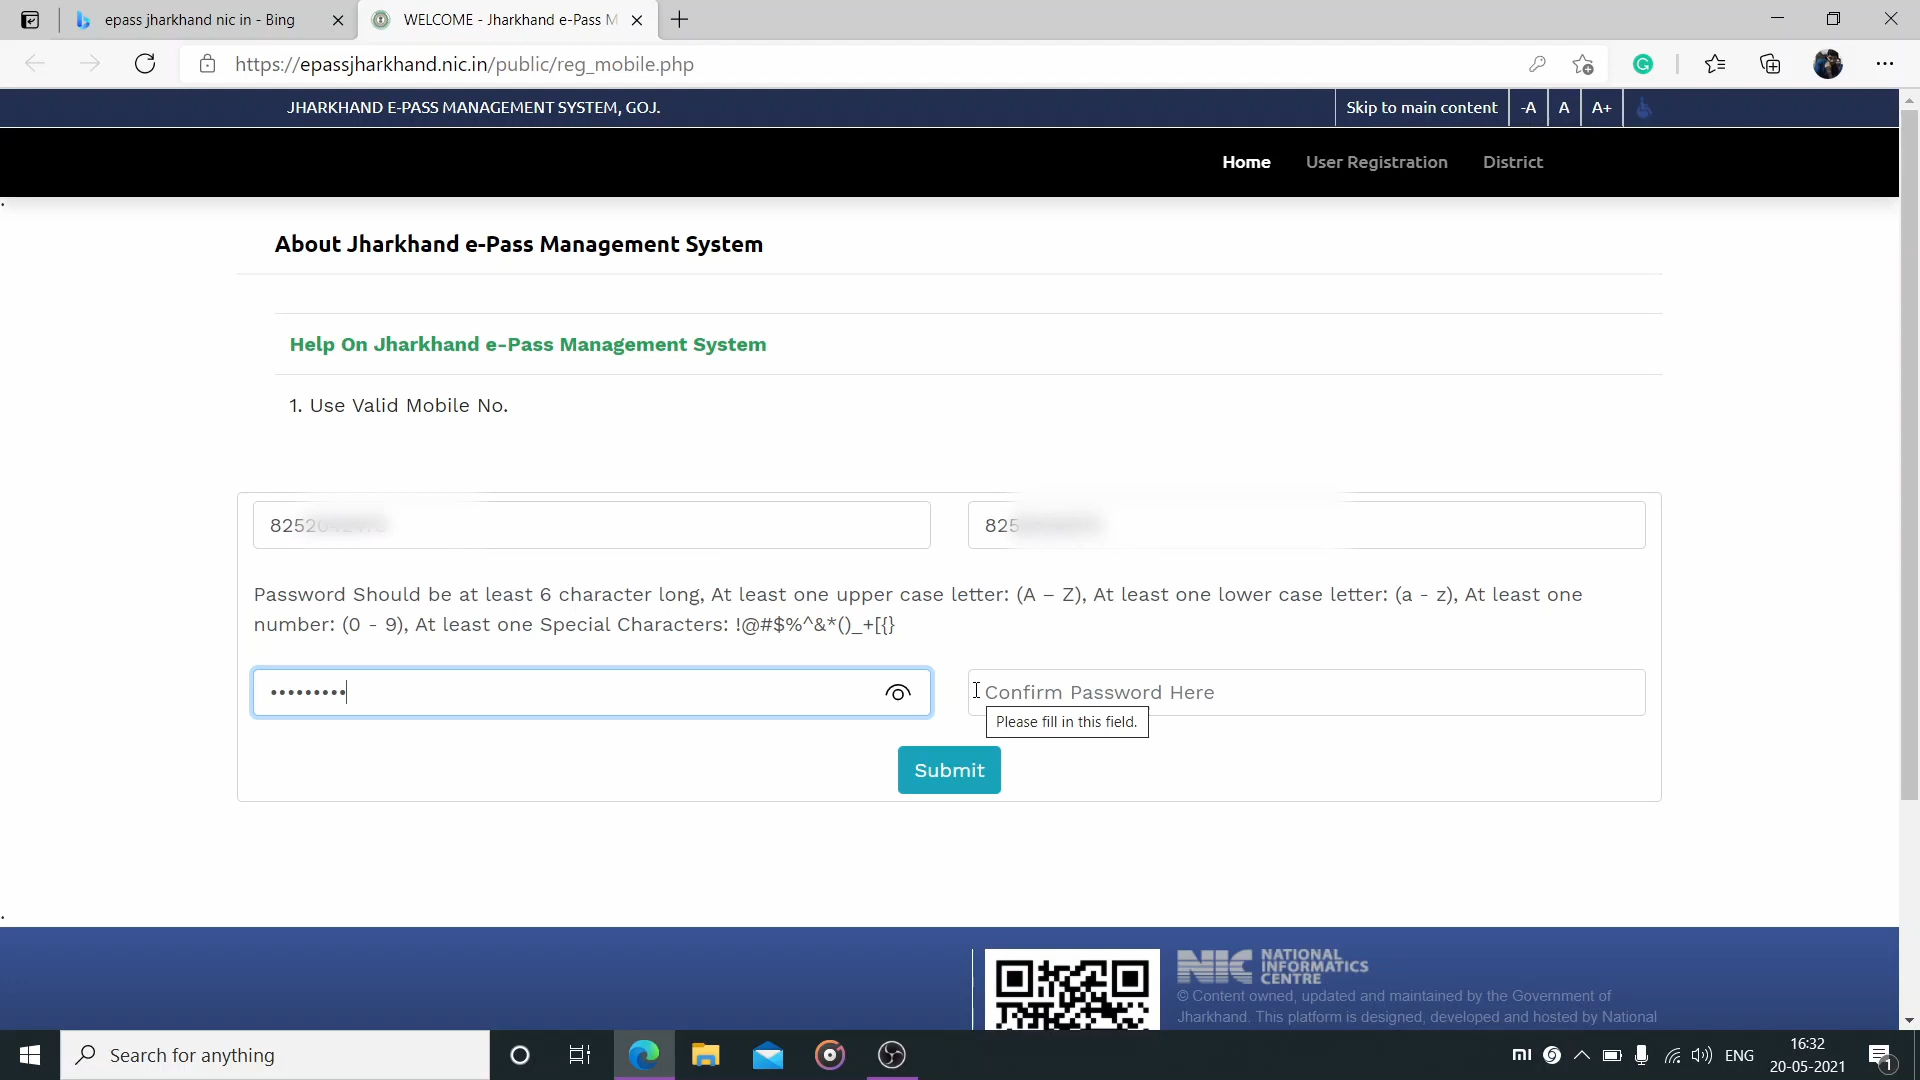 epass jharkhand nic in - Bing
WELCOME - Jharkhand e-Pass M
https://epassjharkhand.nic.in/public/reg_mobile.php
JHARKHAND E-PASS MANAGEMENT SYSTEM, GOJ.
Skip to main content
-A
A
A+
Home
User Registration
District
About Jharkhand e-Pass Management System
Help On Jharkhand e-Pass Management System
1. Use Valid Mobile No.
8252
825
Password Should be at least 6 character long, At least one upper case letter: (A – Z), At least one lower case letter: (a - z), At least one
number: (0 - 9), At least one Special Characters: !@#$%^&*()_+[{}
•••••••••
Confirm Password Here
Please fill in this field.
Submit
NIC NATIONAL
INFORMATICS
CENTRE
© Content owned, updated and maintained by the Government of
Jharkhand. This platform is designed, developed and hosted by National
Search for anything
mi
ENG
16:32
20-05-2021
1